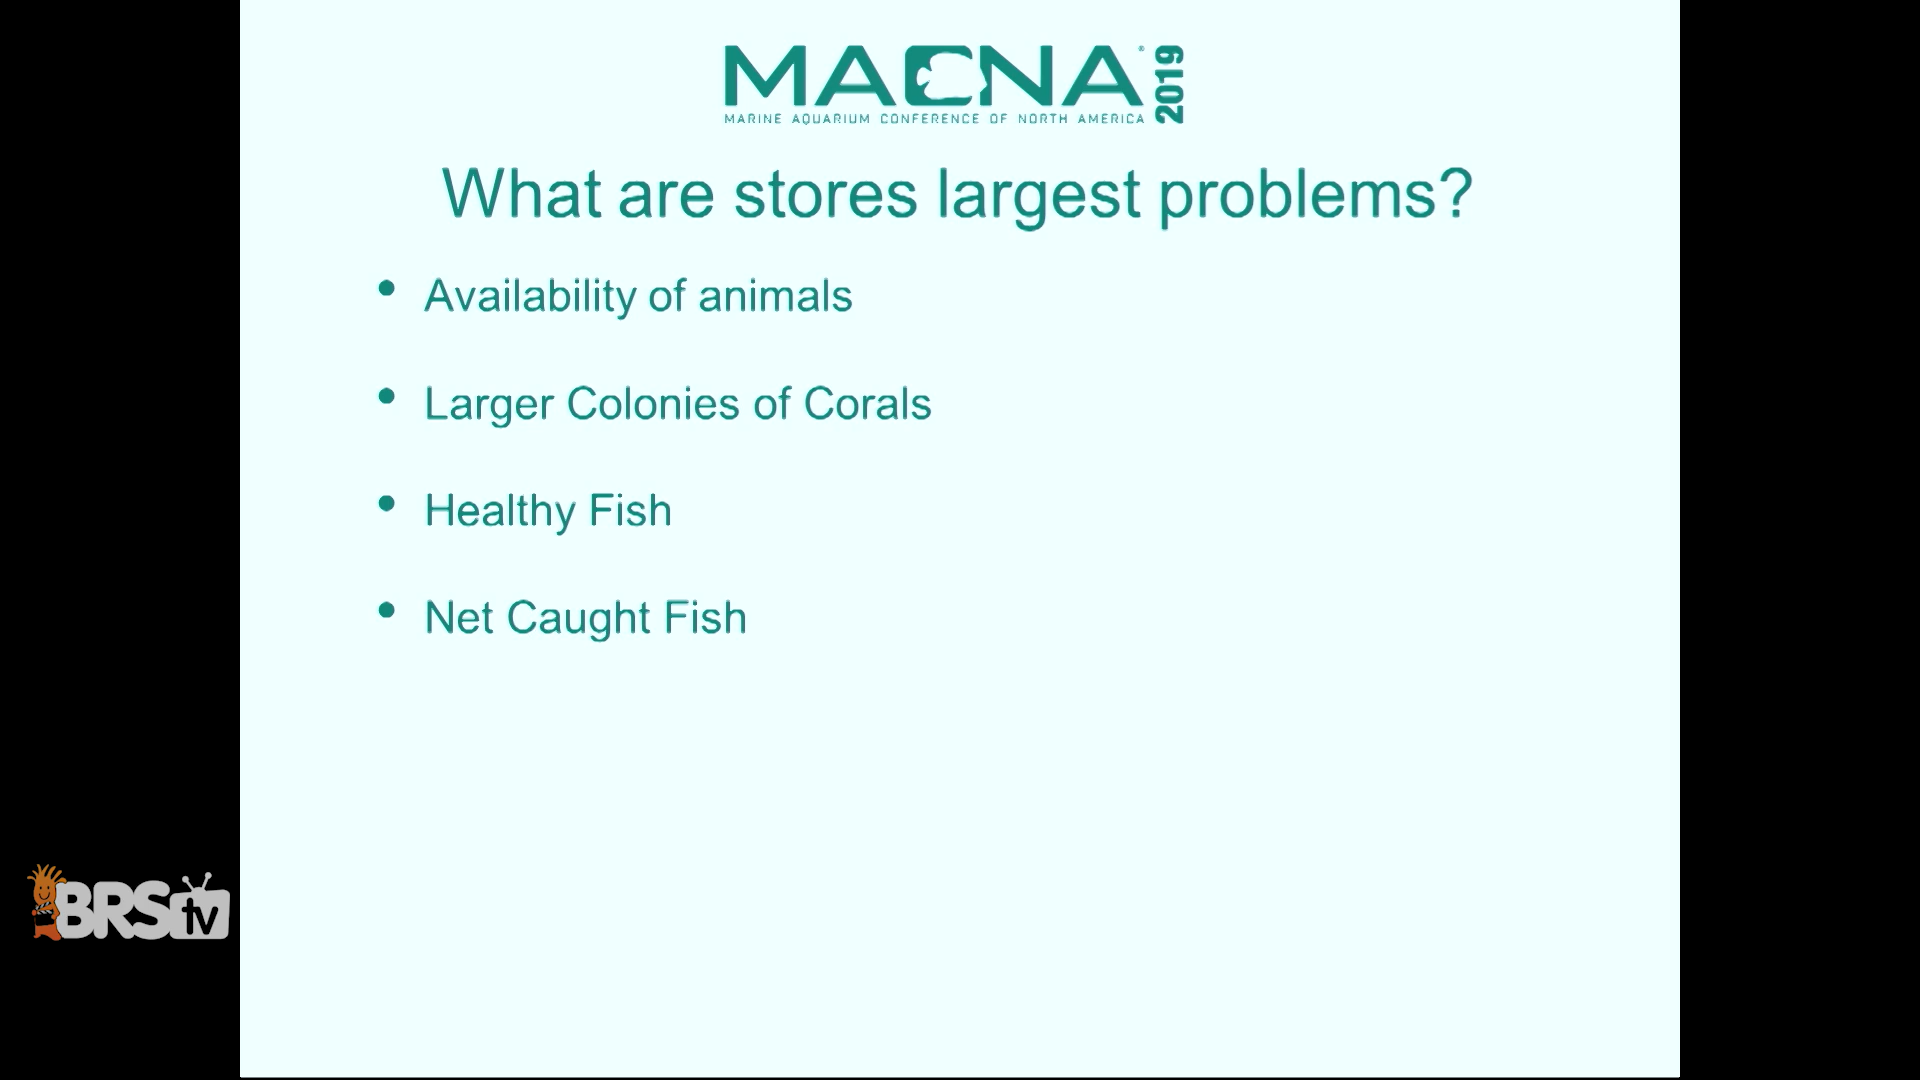 MACNA® 2019
MARINE AQUARIUM CONFERENCE OF NORTH AMERICA
What are stores largest problems?
• Availability of animals
• Larger Colonies of Corals
• Healthy Fish
• Net Caught Fish
BRStv